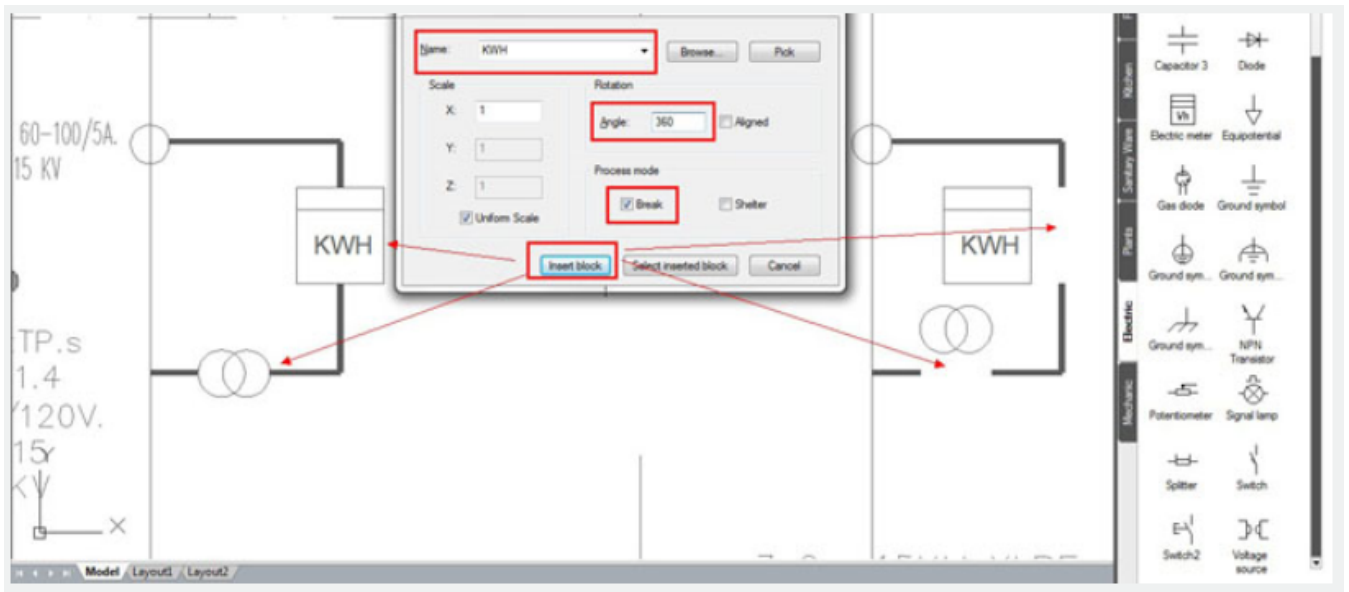 60-100/5A.
15 KV
KWH
TP.s
1.4
/120V.
15
KV
Y
X
Name: KWH Browse... Pick
Scale
X: 1
Y: 1
Z: 1
Uniform Scale
Rotation
Angle: 360 Aligned
Process mode
Break Shelter
Insert block Select inserted block Cancel
KWH
Kitchen
Sanitary Ware
Plants
Electric
Mechanic
Capacitor 3 Diode
Vh
Electric meter Equipotential
Gas diode Ground symbol
Ground sym... Ground sym...
Ground sym... NPN Transistor
Potentiometer Signal lamp
Splitter Switch
Switch2 Voltage source
Model Layout1 Layout2